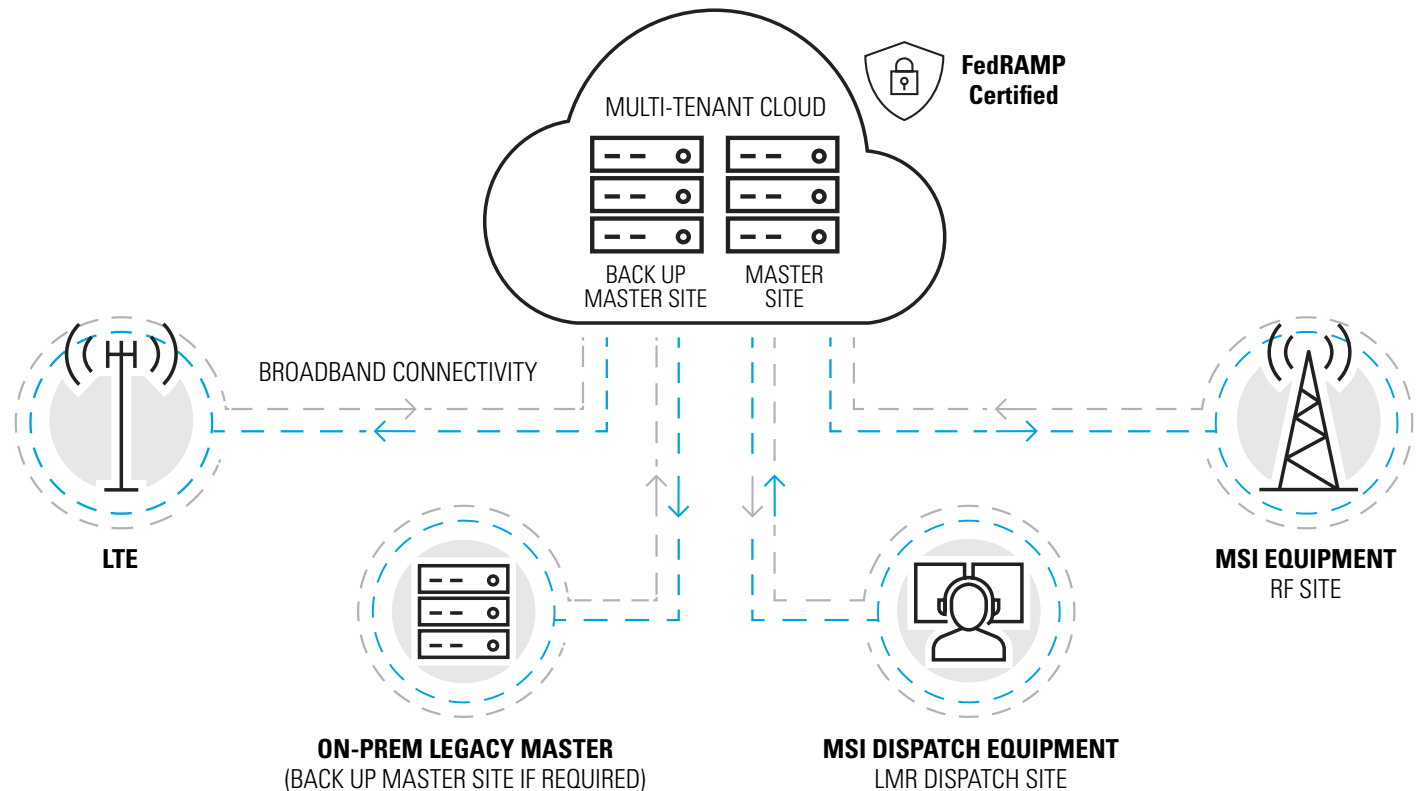 FedRAMP
Certified
MULTI-TENANT CLOUD
BACK UP
MASTER SITE
MASTER
SITE
BROADBAND CONNECTIVITY
LTE
MSI EQUIPMENT
RF SITE
ON-PREM LEGACY MASTER
(BACK UP MASTER SITE IF REQUIRED)
MSI DISPATCH EQUIPMENT
LMR DISPATCH SITE